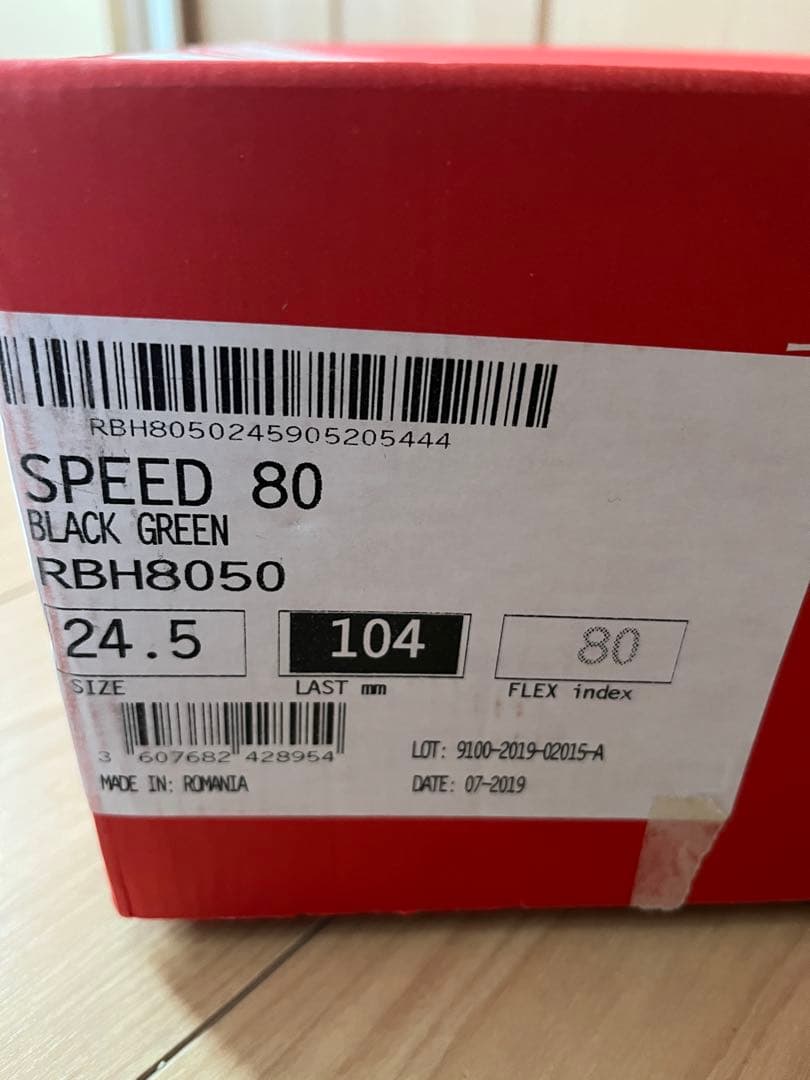 RBH8050245905205444
SPEED 80
BLACK GREEN
RBH8050
24.5 104 80
SIZE LAST mm FLEX index
3 607682 428954
LOT: 9100-2019-02015-A
MADE IN: ROMANIA
DATE: 07-2019